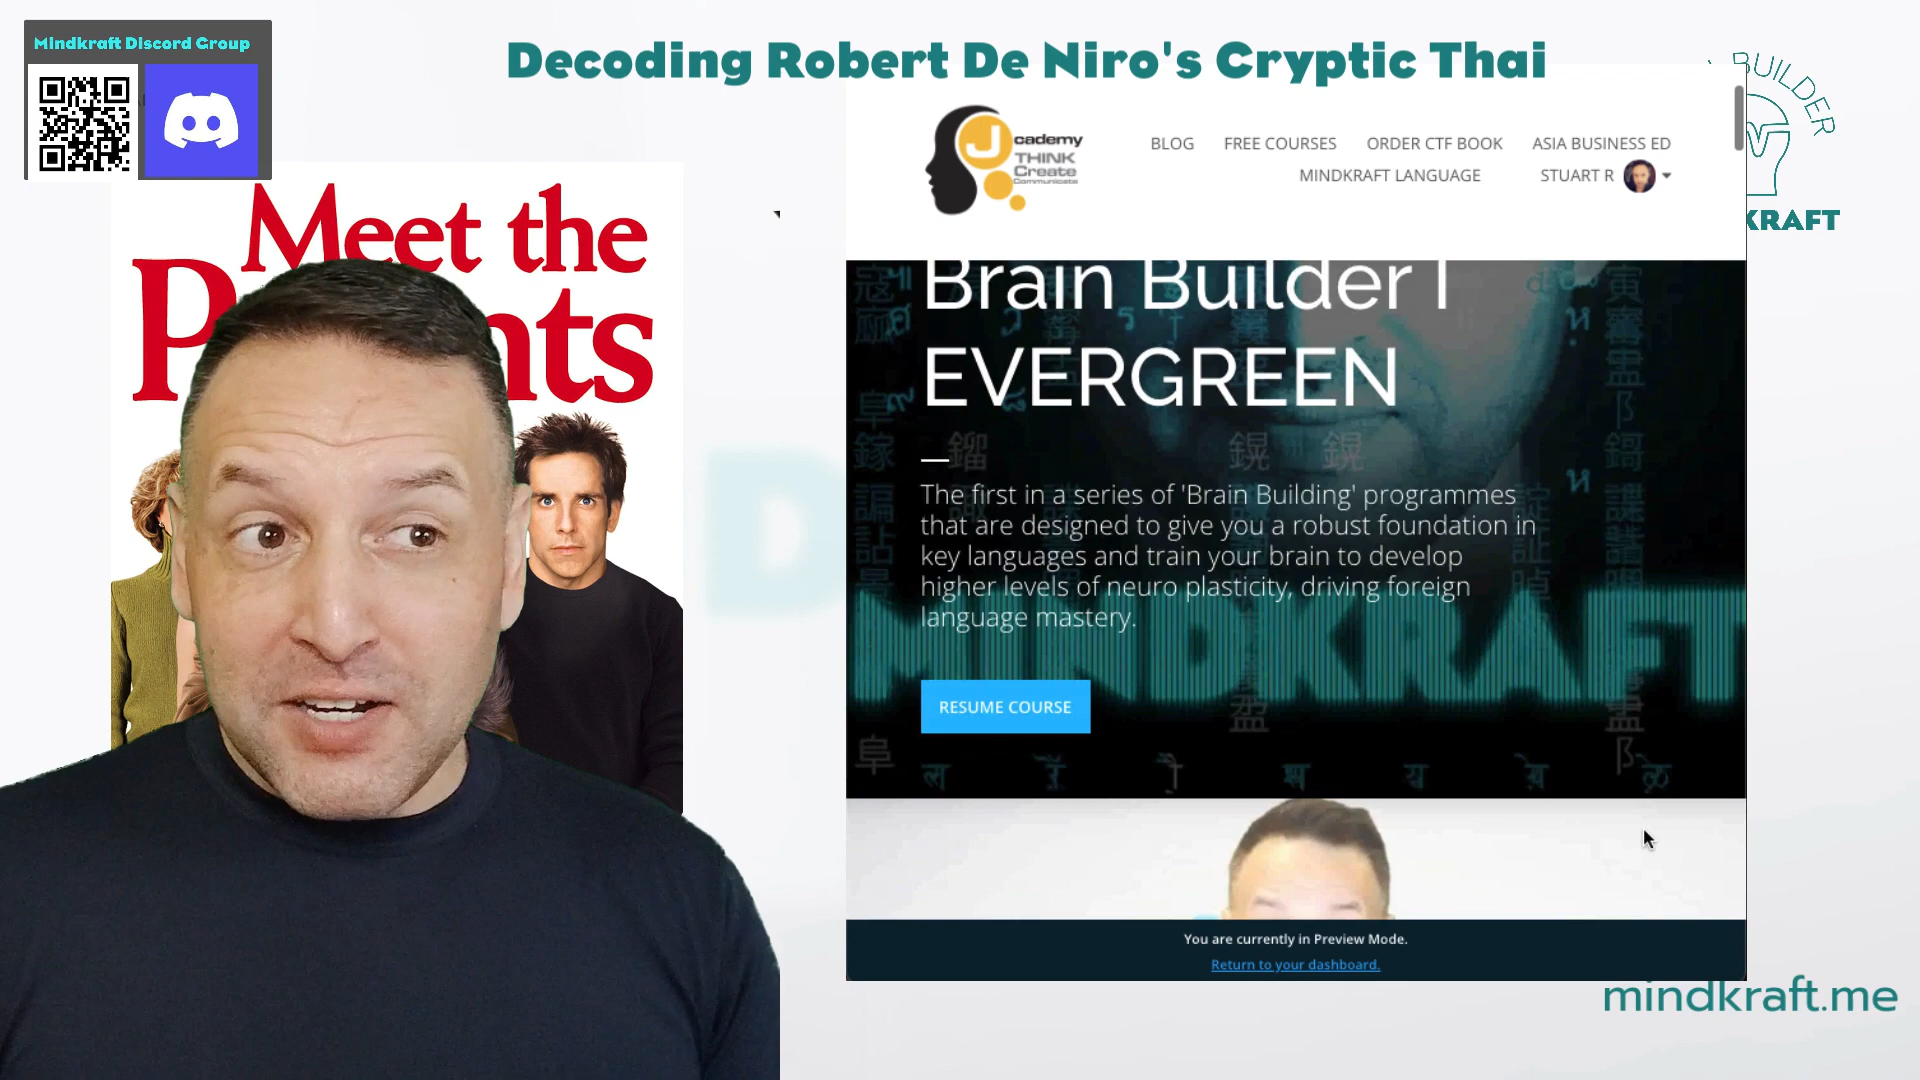 Mindkraft Discord Group
Decoding Robert De Niro's Cryptic Thai
BUILDER
KRAFT
Meet the
P nts
Jcademy
THINK
Create
Communicate
BLOG FREE COURSES ORDER CTF BOOK ASIA BUSINESS ED
MINDKRAFT LANGUAGE STUART R
Brain Builder I
EVERGREEN
The first in a series of 'Brain Building' programmes
that are designed to give you a robust foundation in
key languages and train your brain to develop
higher levels of neuro plasticity, driving foreign
language mastery.
MINDKRAFT
RESUME COURSE
You are currently in Preview Mode.
Return to your dashboard.
mindkraft.me